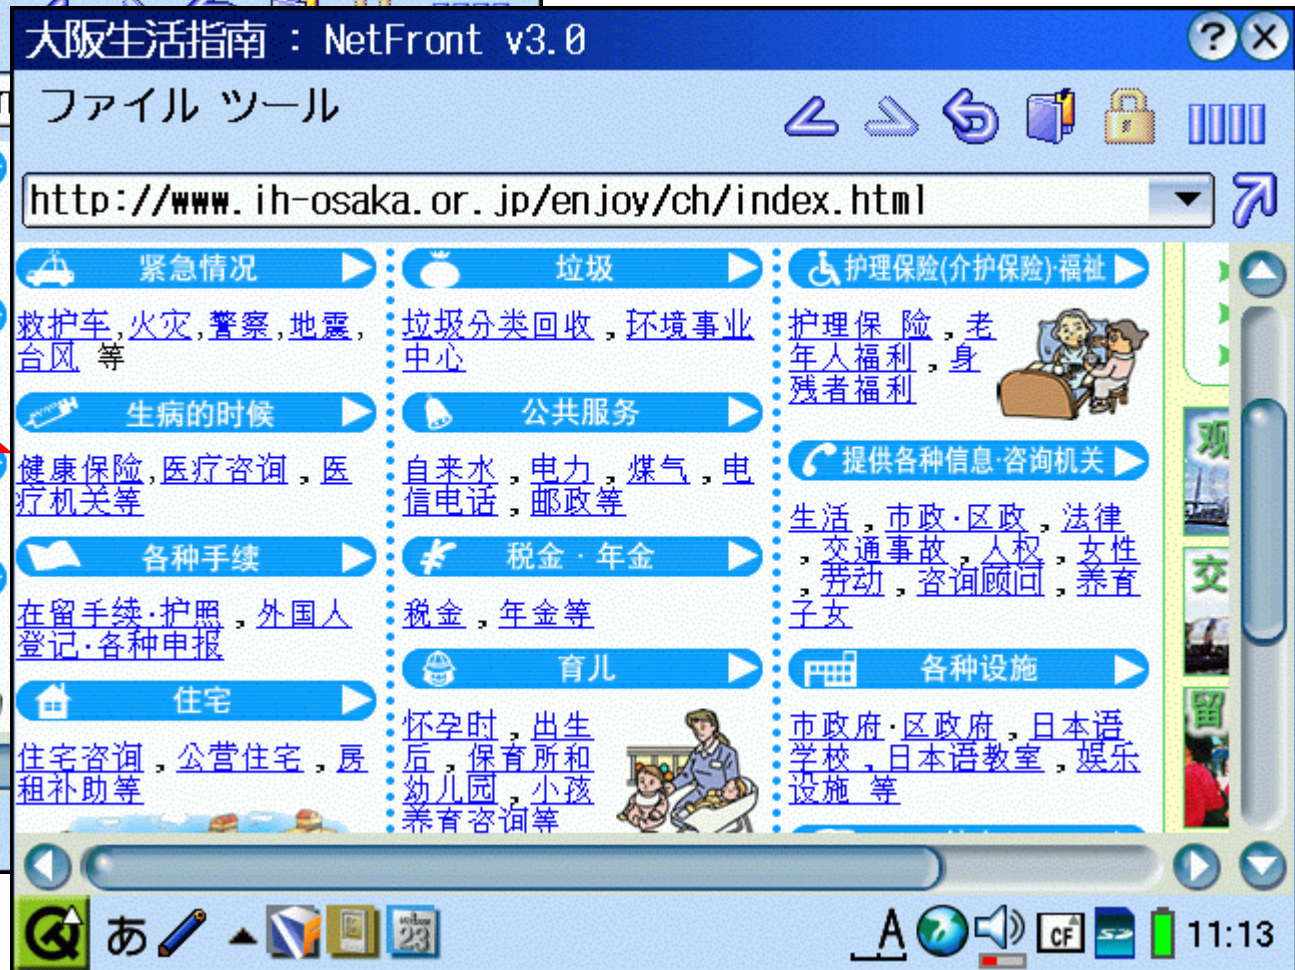 大阪生活指南 : NetFront v3.0
ファイル ツール
http://www.ih-osaka.or.jp/enjoy/ch/index.html
紧急情况
救护车,火灾,警察,地震,
台风 等
生病的时候
健康保险,医疗咨询,医
疗机关等
各种手续
在留手续·护照,外国人
登记·各种申报
住宅
住宅咨询,公营住宅,房
租补助等
垃圾
垃圾分类回收,环境事业
中心
公共服务
自来水,电力,煤气,电
信电话,邮政等
税金·年金
税金,年金等
育儿
怀孕时,出生
后,保育所和
幼儿园,小孩
养育咨询等
护理保险(介护保险)·福祉
护理保 险,老
年人福利,身
残者福利
提供各种信息·咨询机关
生活,市政·区政,法律
,交通事故,人权,女性
,劳动,咨询顾问,养育
子女
各种设施
市政府·区政府,日本语
学校,日本语教室,娱乐
设施 等
观
交
留
あ
23
A
CF
SD
11:13